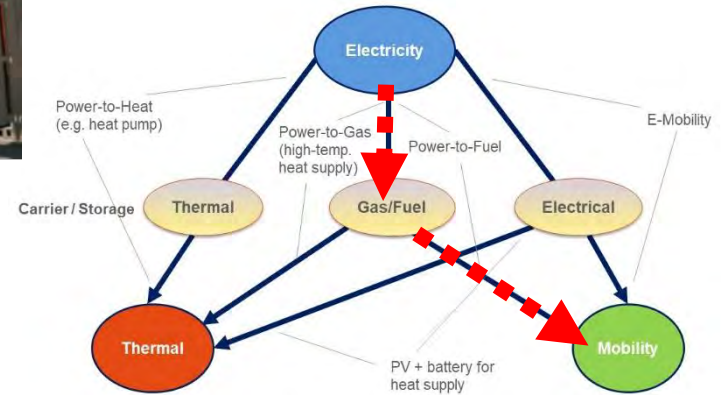 Electricity
Power-to-Heat
(e.g. heat pump)
Power-to-Gas
(high-temp.
heat supply)
Power-to-Fuel
E-Mobility
Carrier / Storage
Thermal
Gas/Fuel
Electrical
Thermal
Mobility
PV + battery for
heat supply